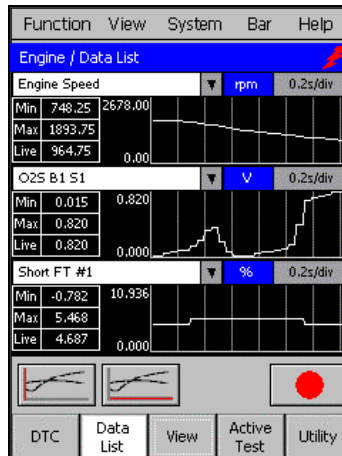 Function View System Bar Help
Engine / Data List
Engine Speed rpm 0.2s/div
Min 748.25 2678.00
Max 1893.75
Live 964.75 0.00
O2S B1 S1 V 0.2s/div
Min 0.015 0.820
Max 0.820
Live 0.820 0.000
Short FT #1 % 0.2s/div
Min -0.782 10.936
Max 5.468
Live 4.687 0.000
DTC Data List View Active Test Utility